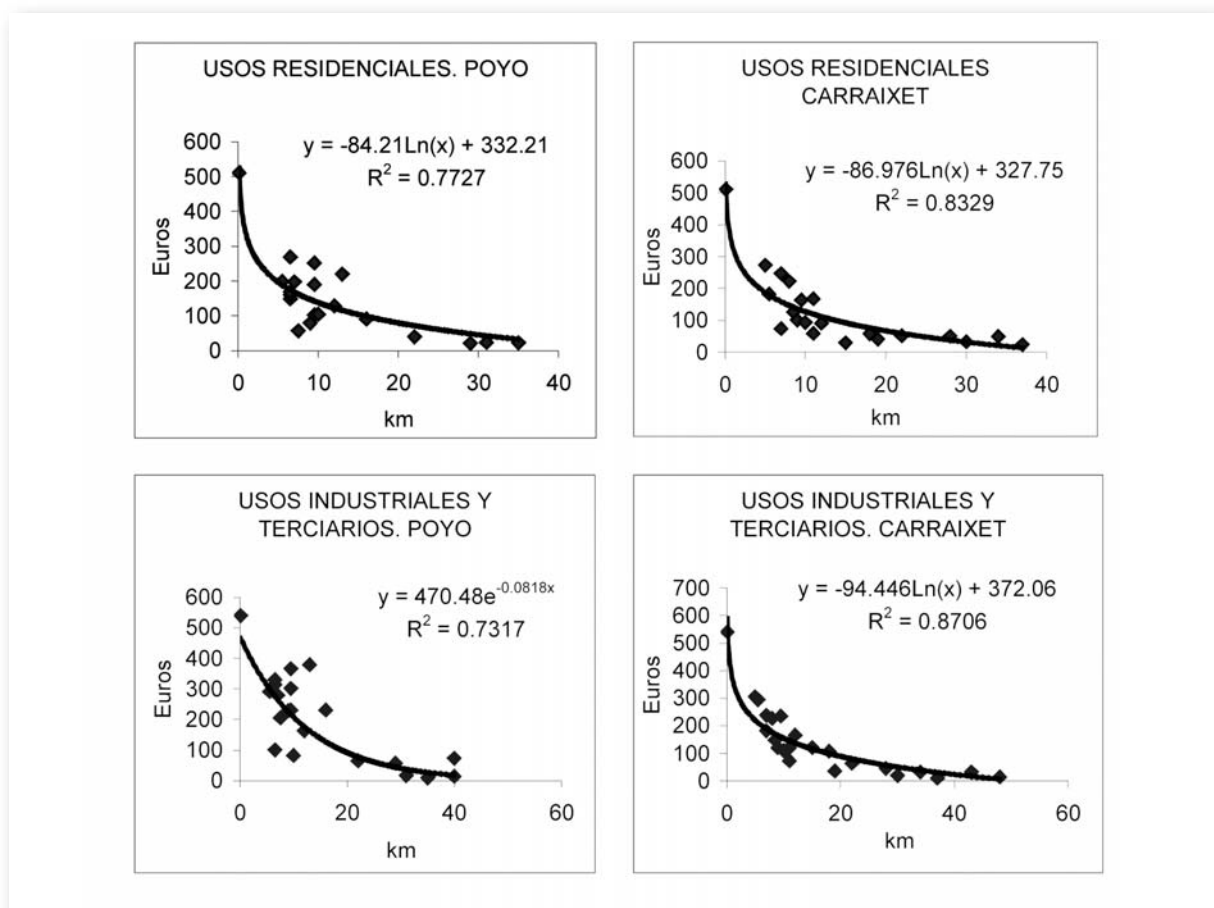 USOS RESIDENCIALES. POYO
y = -84.21Ln(x) + 332.21
R² = 0.7727
Euros
600
500
400
300
200
100
0
0 10 20 30 40
km
USOS RESIDENCIALES
CARRAIXET
y = -86.976Ln(x) + 327.75
R² = 0.8329
Euros
600
500
400
300
200
100
0
0 10 20 30 40
km
USOS INDUSTRIALES Y
TERCIARIOS. POYO
y = 470.48e^-0.0818x
R² = 0.7317
Euros
600
500
400
300
200
100
0
0 20 40 60
km
USOS INDUSTRIALES Y
TERCIARIOS. CARRAIXET
y = -94.446Ln(x) + 372.06
R² = 0.8706
Euros
700
600
500
400
300
200
100
0
0 20 40 60
km